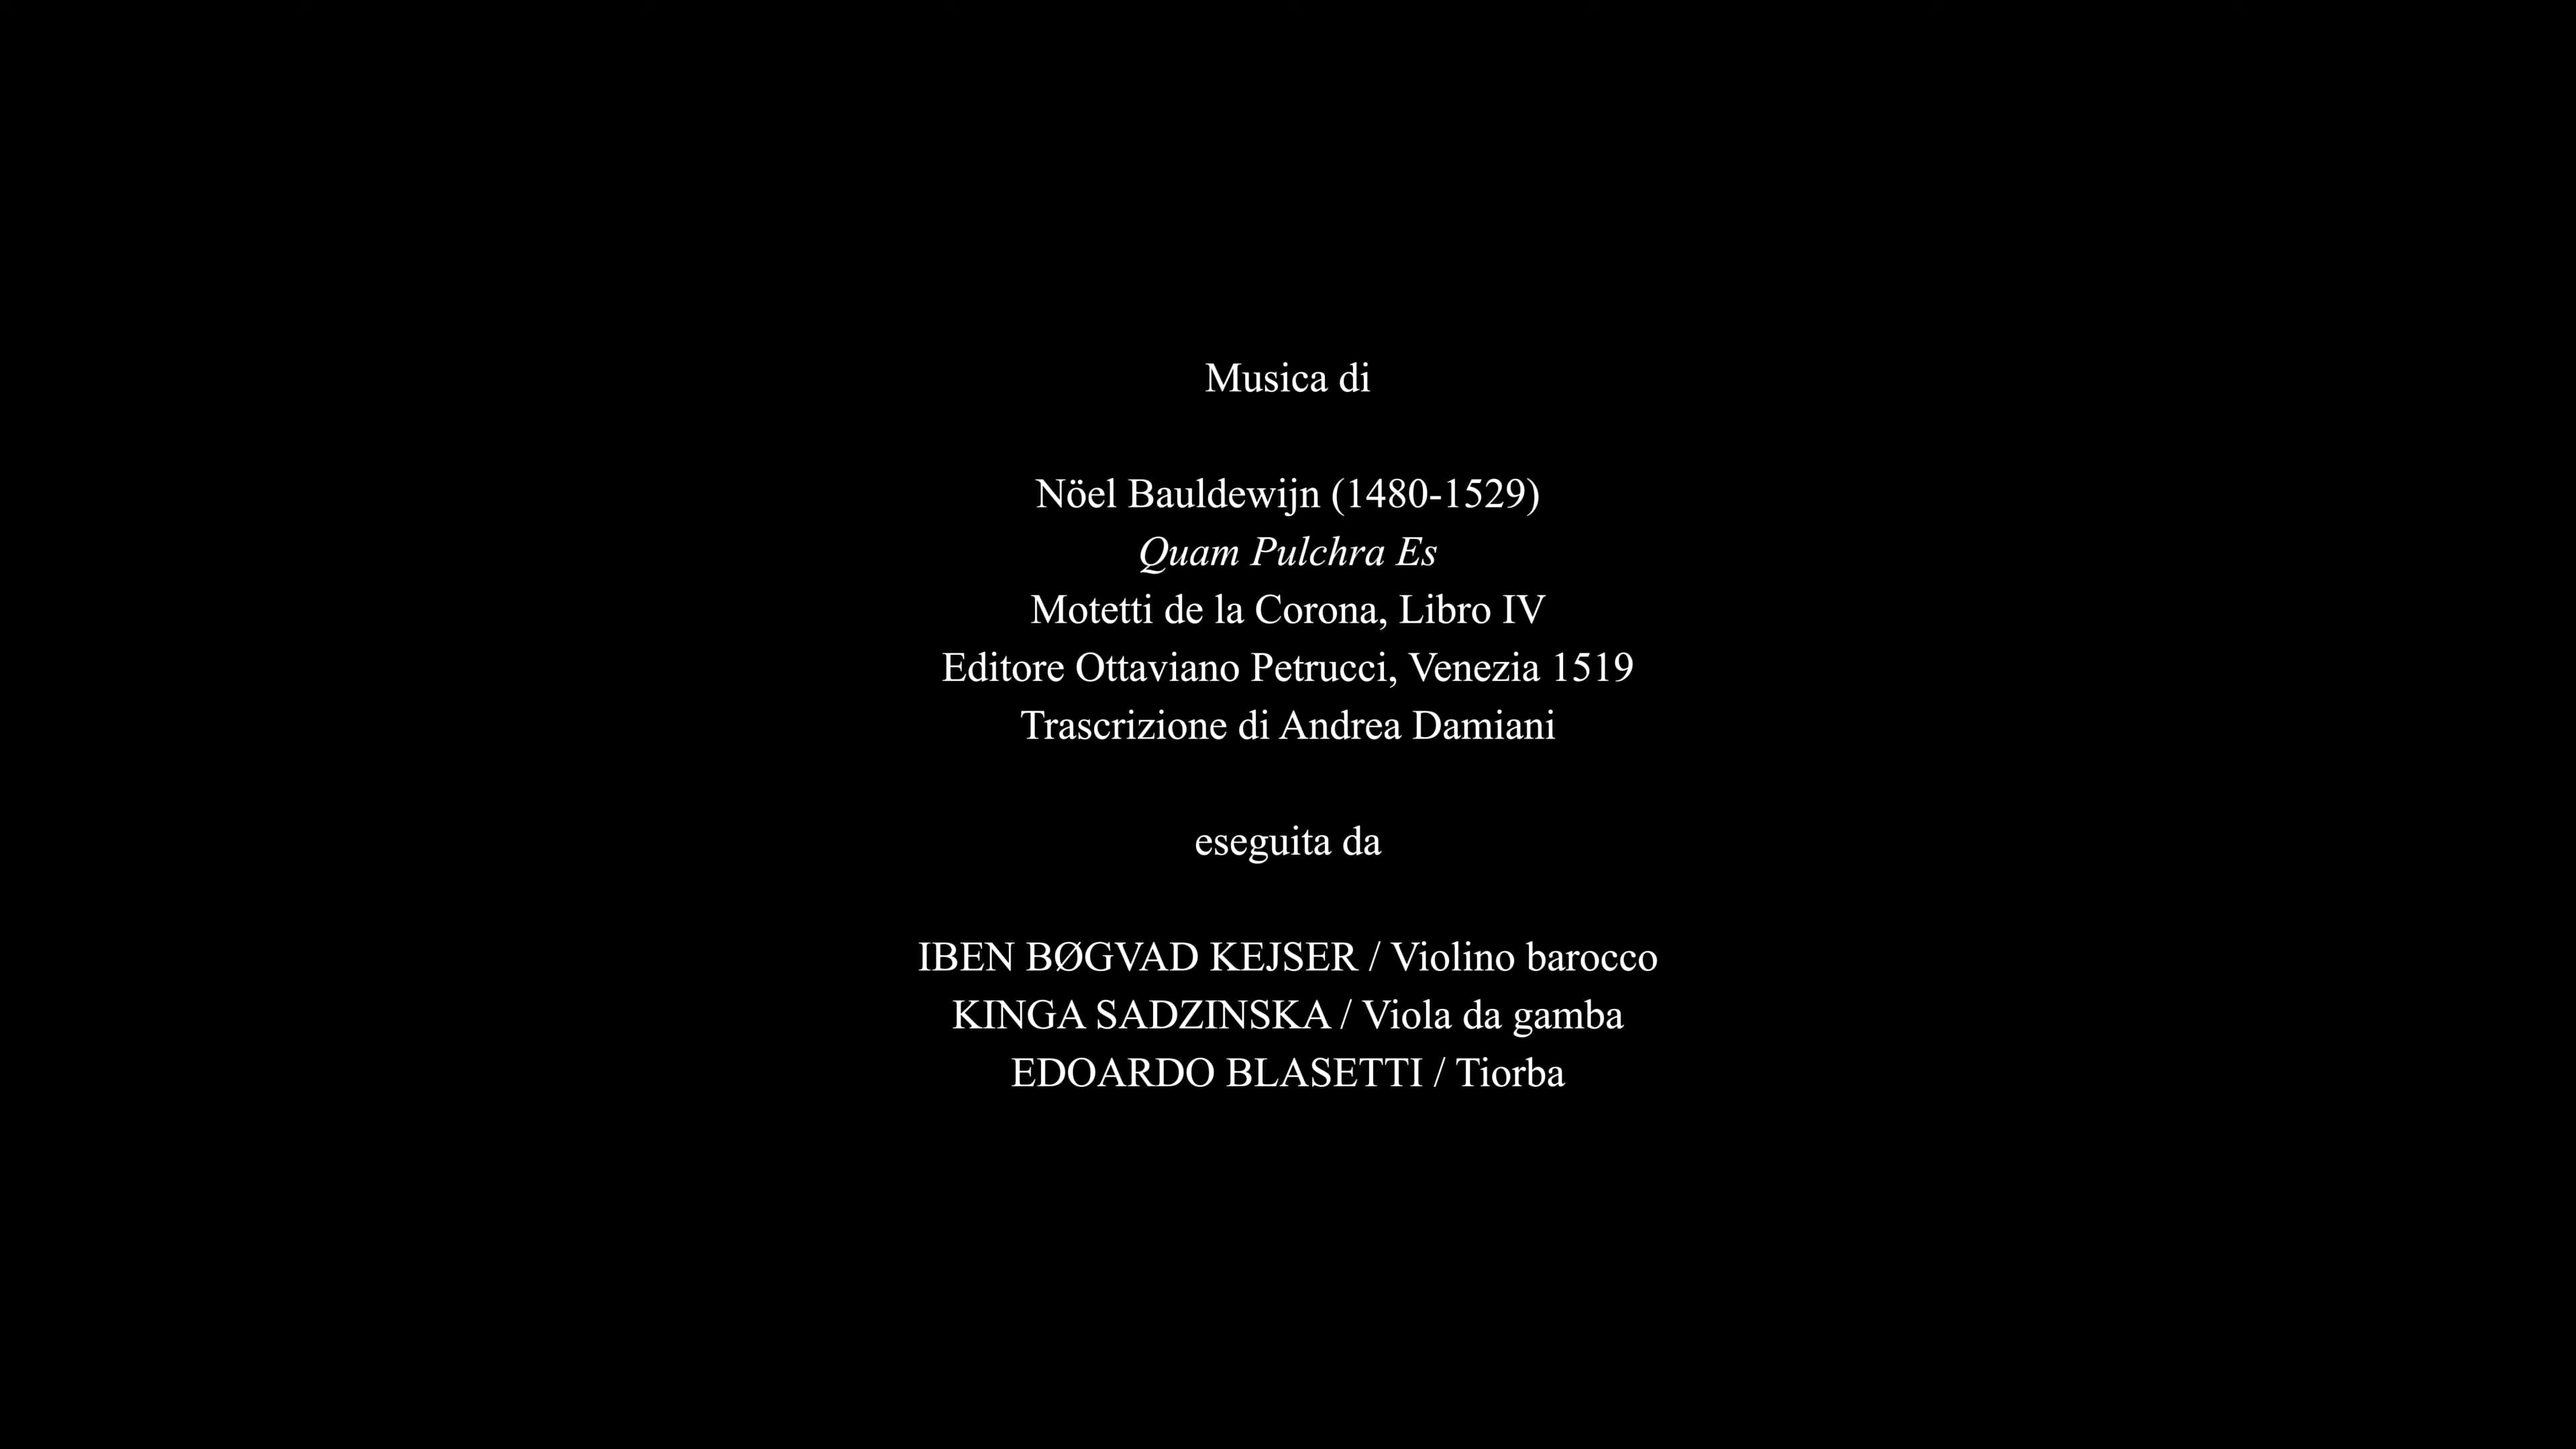 Musica di
Nöel Bauldewijn (1480-1529)
Quam Pulchra Es
Motetti de la Corona, Libro IV
Editore Ottaviano Petrucci, Venezia 1519
Trascrizione di Andrea Damiani
eseguita da
IBEN BØGVAD KEJSER / Violino barocco
KINGA SADZINSKA / Viola da gamba
EDOARDO BLASETTI / Tiorba